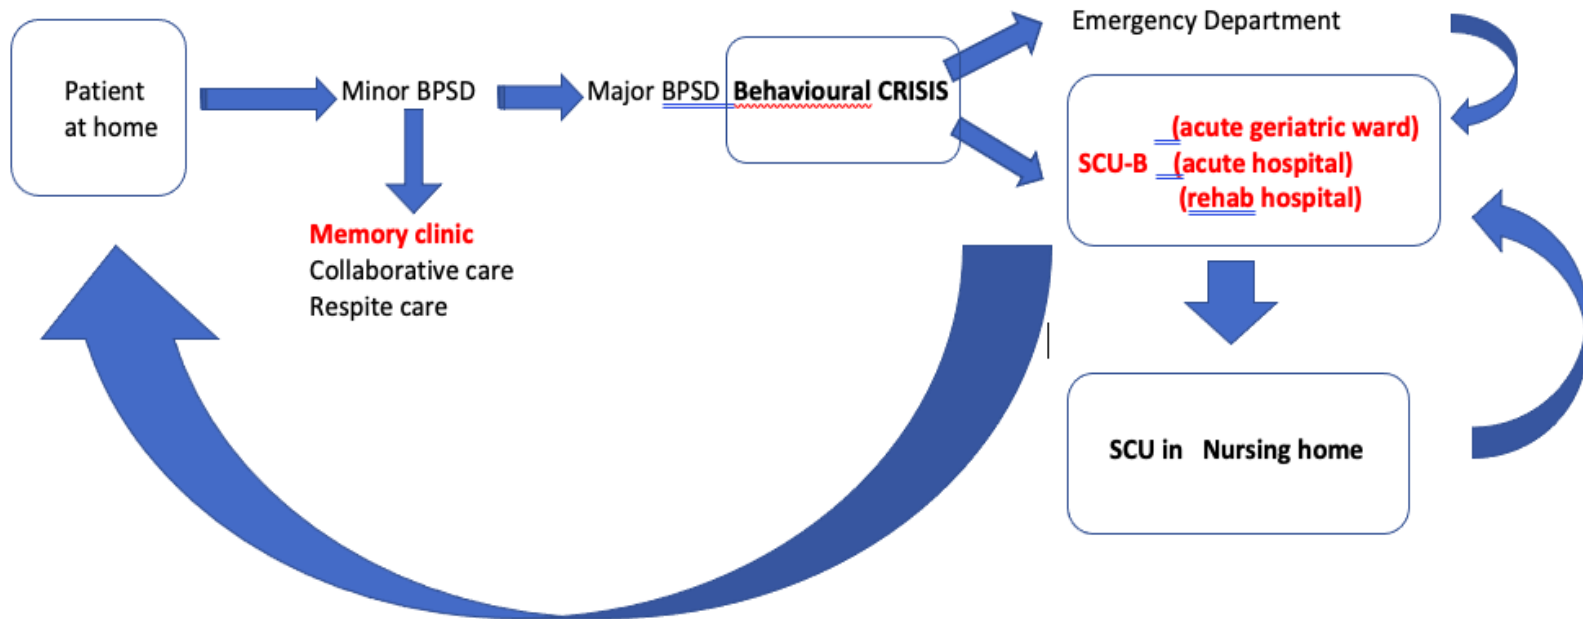 Patient
at home
Minor BPSD
Memory clinic
Collaborative care
Respite care
Major BPSD Behavioural CRISIS
Emergency Department
(acute geriatric ward)
SCU-B (acute hospital)
(rehab hospital)
SCU in Nursing home